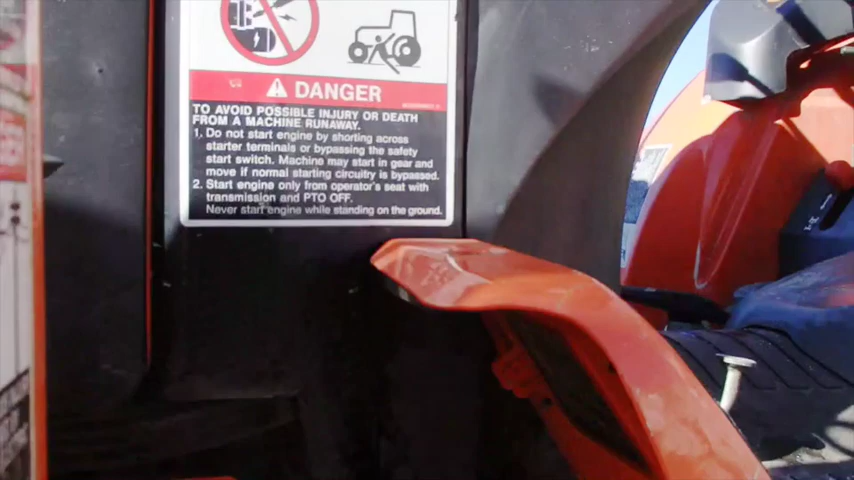 DANGER
TO AVOID POSSIBLE INJURY OR DEATH
FROM A MACHINE RUNAWAY.
1. Do not start engine by shorting across
starter terminals or bypassing the safety
start switch. Machine may start in gear and
move if normal starting circuitry is bypassed.
2. Start engine only from operator's seat with
transmission and PTO OFF.
Never start engine while standing on the ground.